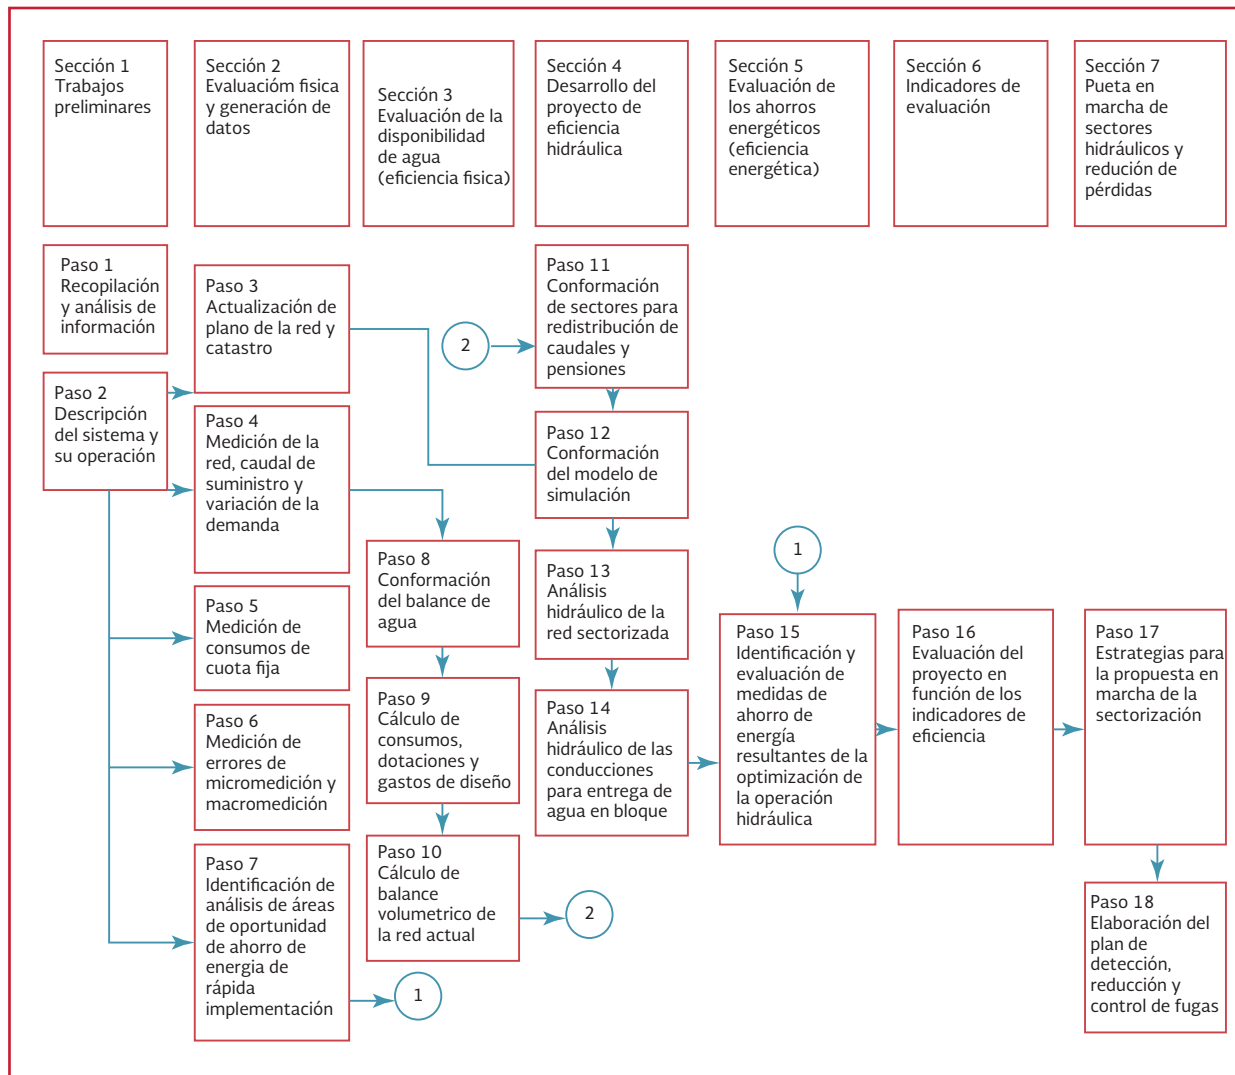 Sección 1
Trabajos
preliminares
Sección 2
Evaluacióm fisica
y generación de
datos
Sección 3
Evaluación de la
disponibilidad
de agua
(eficiencia fisica)
Sección 4
Desarrollo del
proyecto de
eficiencia
hidráulica
Sección 5
Evaluación de
los ahorros
energéticos
(eficiencia
energética)
Sección 6
Indicadores de
evaluación
Sección 7
Pueta en
marcha de
sectores
hidráulicos y
redución de
pérdidas
Paso 1
Recopilación
y análisis de
información
Paso 2
Descripción
del sistema y
su operación
Paso 3
Actualización de
plano de la red y
catastro
Paso 4
Medición de la
red, caudal de
suministro y
variación de la
demanda
Paso 5
Medición de
consumos de
cuota fija
Paso 6
Medición de
errores de
micromedición y
macromedición
Paso 7
Identificación de
análisis de áreas
de oportunidad
de ahorro de
energia de
rápida
implementación
1
Paso 8
Conformación
del balance de
agua
Paso 9
Cálculo de
consumos,
dotaciones y
gastos de diseño
Paso 10
Cálculo de
balance
volumetrico de
la red actual
2
2
Paso 11
Conformación
de sectores para
redistribución de
caudales y
pensiones
Paso 12
Conformación
del modelo de
simulación
Paso 13
Análisis
hidráulico de la
red sectorizada
Paso 14
Análisis
hidráulico de las
conducciones
para entrega de
agua en bloque
1
Paso 15
Identificación y
evaluación de
medidas de
ahorro de
energía
resultantes de la
optimización de
la operación
hidráulica
Paso 16
Evaluación del
proyecto en
función de los
indicadores de
eficiencia
Paso 17
Estrategias para
la propuesta en
marcha de la
sectorización
Paso 18
Elaboración del
plan de
detección,
reducción y
control de fugas